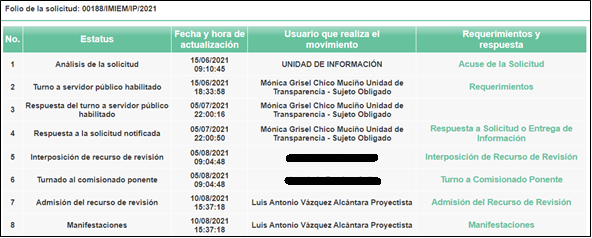 Folio de la solicitud: 00188/IMIEM/IP/2021
No. Estatus Fecha y hora de actualización Usuario que realiza el movimiento Requerimientos y respuesta
1 Análisis de la solicitud 15/06/2021 09:10:45 UNIDAD DE INFORMACIÓN Acuse de la Solicitud
2 Turno a servidor público habilitado 15/06/2021 18:33:58 Mónica Grisel Chico Muciño Unidad de Transparencia - Sujeto Obligado Requerimientos
3 Respuesta del turno a servidor público habilitado 05/07/2021 22:00:16 Mónica Grisel Chico Muciño Unidad de Transparencia - Sujeto Obligado
4 Respuesta a la solicitud notificada 05/07/2021 22:00:50 Mónica Grisel Chico Muciño Unidad de Transparencia - Sujeto Obligado Respuesta a Solicitud o Entrega de Información
5 Interposición de recurso de revisión 05/08/2021 09:04:48 Interposición de Recurso de Revisión
6 Turnado al comisionado ponente 05/08/2021 09:04:48 Turno a Comisionado Ponente
7 Admisión del recurso de revisión 10/08/2021 15:37:18 Luis Antonio Vázquez Alcántara Proyectista Admisión del Recurso de Revisión
8 Manifestaciones 10/08/2021 15:37:18 Luis Antonio Vázquez Alcántara Proyectista Manifestaciones